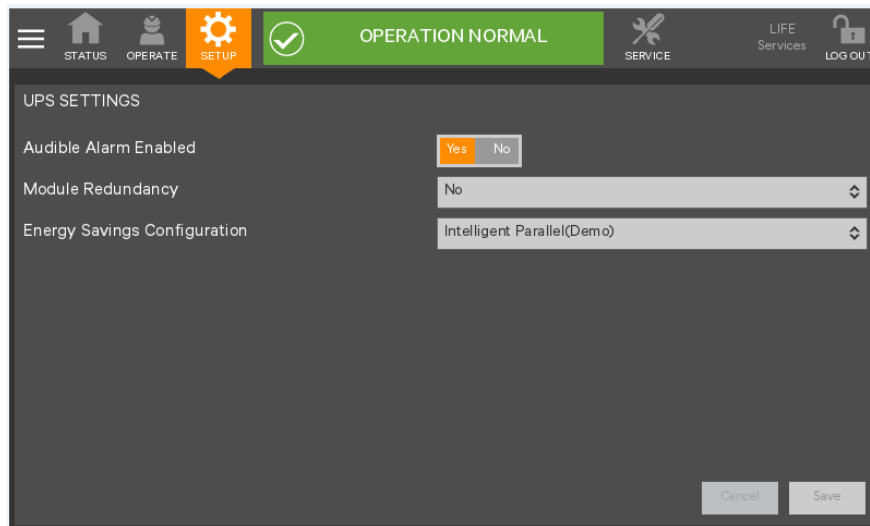 STATUS
OPERATE
SETUP
OPERATION NORMAL
SERVICE
LIFE
Services
LOG OUT
UPS SETTINGS
Audible Alarm Enabled
Yes No
Module Redundancy
No
Energy Savings Configuration
Intelligent Parallel(Demo)
Cancel
Save